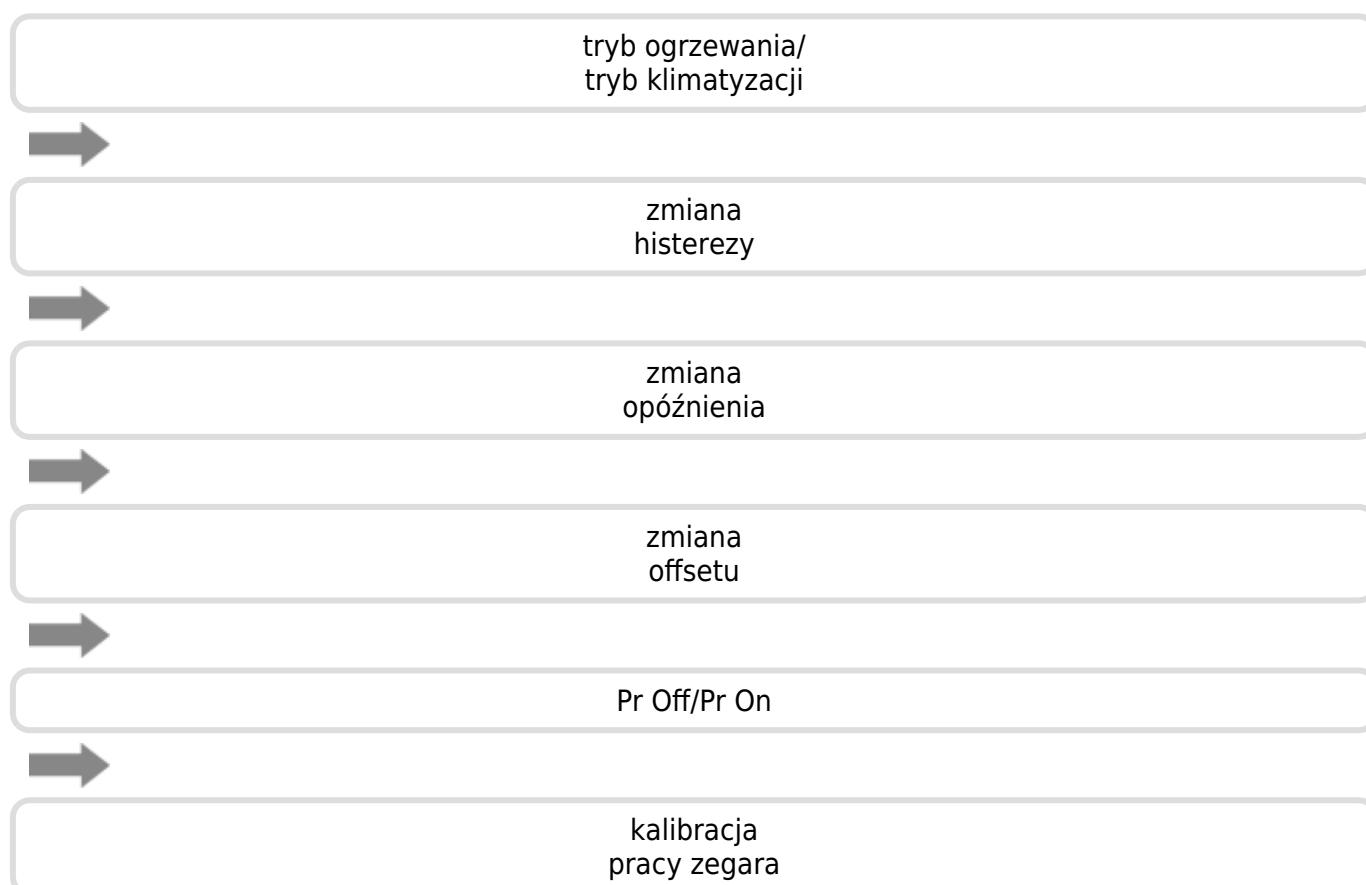 tryb ogrzewania/
tryb klimatyzacji
zmiana
histerezy
zmiana
opóźnienia
zmiana
offsetu
Pr Off/Pr On
kalibracja
pracy zegara